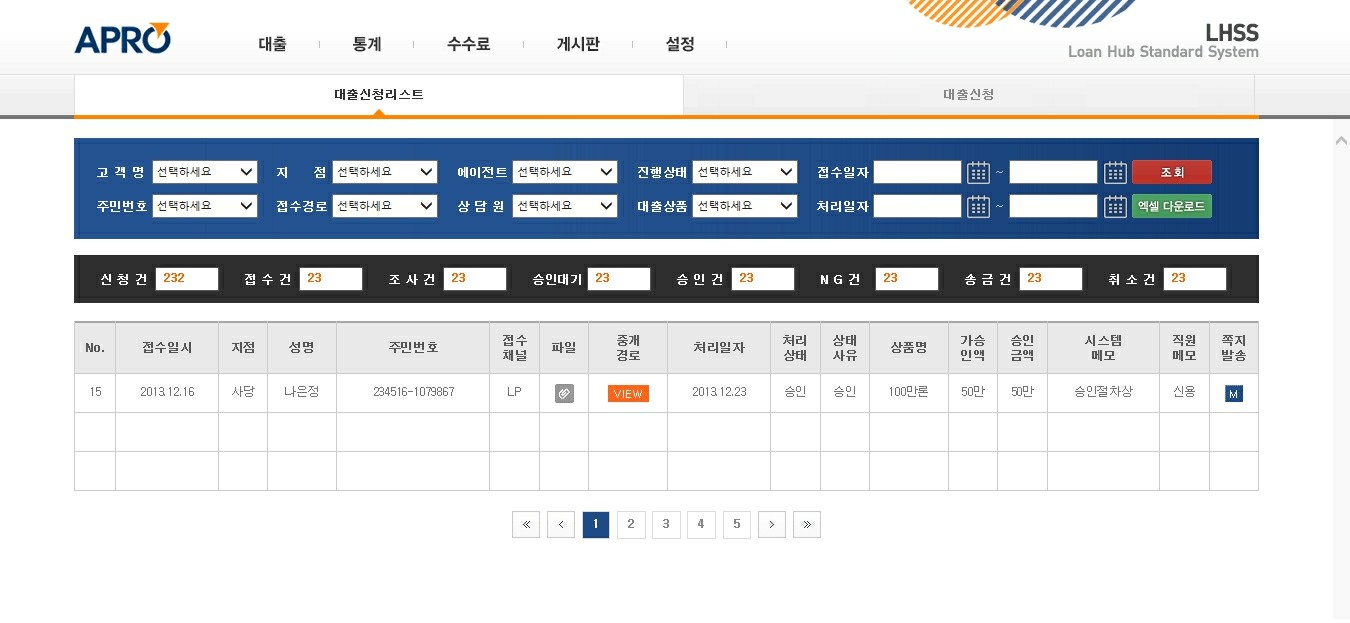 APRO
대출 통계 수수료 게시판 설정
LHSS
Loan Hub Standard System
대출신청리스트 대출신청
고 객 명 선택하세요 지 점 선택하세요 에이전트 선택하세요 진행상태 선택하세요 접수일자 ~ 조회
주민번호 선택하세요 접수경로 선택하세요 상 담 원 선택하세요 대출상품 선택하세요 처리일자 ~ 엑셀 다운로드
신 청 건 232 접 수 건 23 조 사 건 23 승인대기 23 승 인 건 23 N G 건 23 송 금 건 23 취 소 건 23
No. 접수일시 지점 성명 주민번호 접수 채널 파일 중개 경로 처리일자 처리 상태 상태 사유 상품명 가승 인액 승인 금액 시스템 메모 직원 메모 쪽지 발송
15 2013.12.16 사당 나은정 234516-1079867 LP VIEW 2013.12.23 승인 승인 100만론 50만 50만 승인절차상 신용 M
« ‹ 1 2 3 4 5 › »